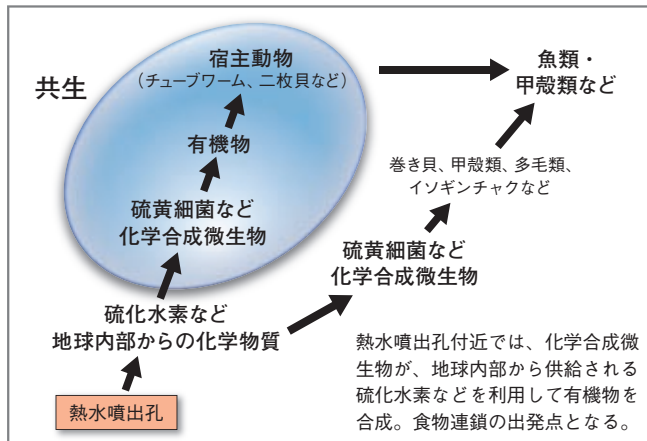 宿主動物
（チューブワーム、二枚貝など）
共生
有機物
硫黄細菌など
化学合成微生物
硫化水素など
地球内部からの化学物質
熱水噴出孔
魚類・
甲殻類など
巻き貝、甲殻類、多毛類、
イソギンチャクなど
硫黄細菌など
化学合成微生物
熱水噴出孔付近では、化学合成微
生物が、地球内部から供給される
硫化水素などを利用して有機物を
合成。食物連鎖の出発点となる。